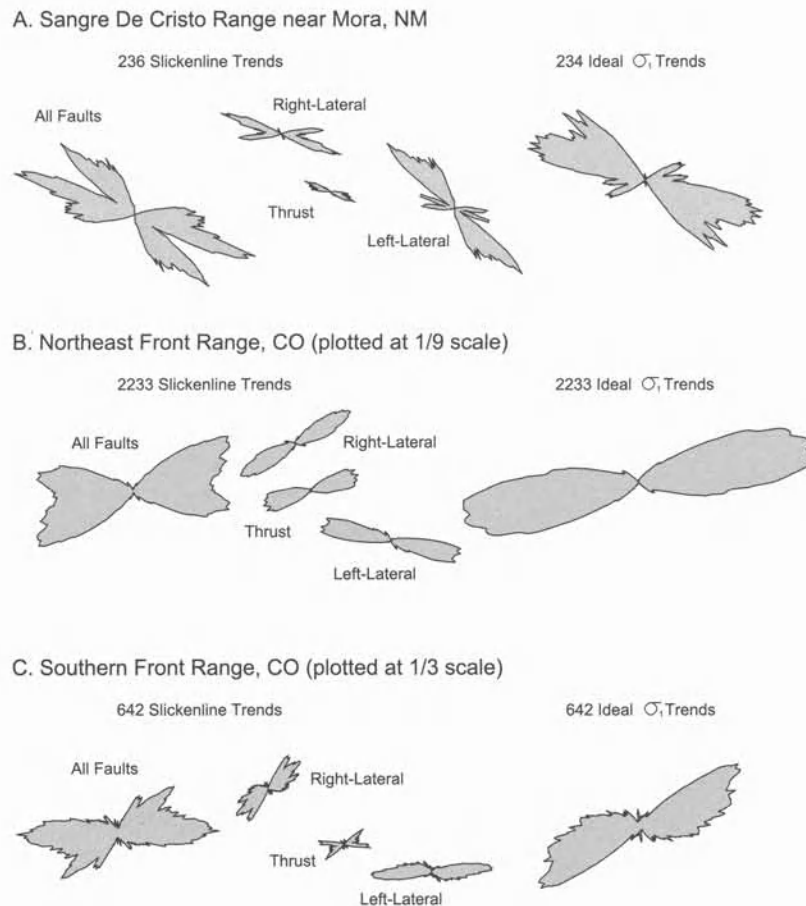 A. Sangre De Cristo Range near Mora, NM
236 Slickenline Trends
234 Ideal σ₁ Trends
All Faults
Right-Lateral
Thrust
Left-Lateral
B. Northeast Front Range, CO (plotted at 1/9 scale)
2233 Slickenline Trends
2233 Ideal σ₁ Trends
All Faults
Right-Lateral
Thrust
Left-Lateral
C. Southern Front Range, CO (plotted at 1/3 scale)
642 Slickenline Trends
642 Ideal σ₁ Trends
All Faults
Right-Lateral
Thrust
Left-Lateral